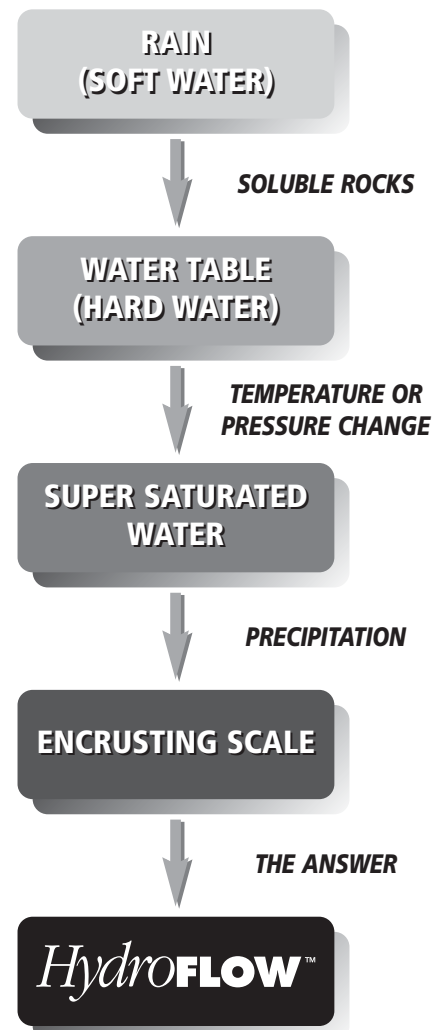 RAIN
(SOFT WATER)
SOLUBLE ROCKS
WATER TABLE
(HARD WATER)
TEMPERATURE OR
PRESSURE CHANGE
SUPER SATURATED
WATER
PRECIPITATION
ENCRUSTING SCALE
THE ANSWER
HydroFLOW™